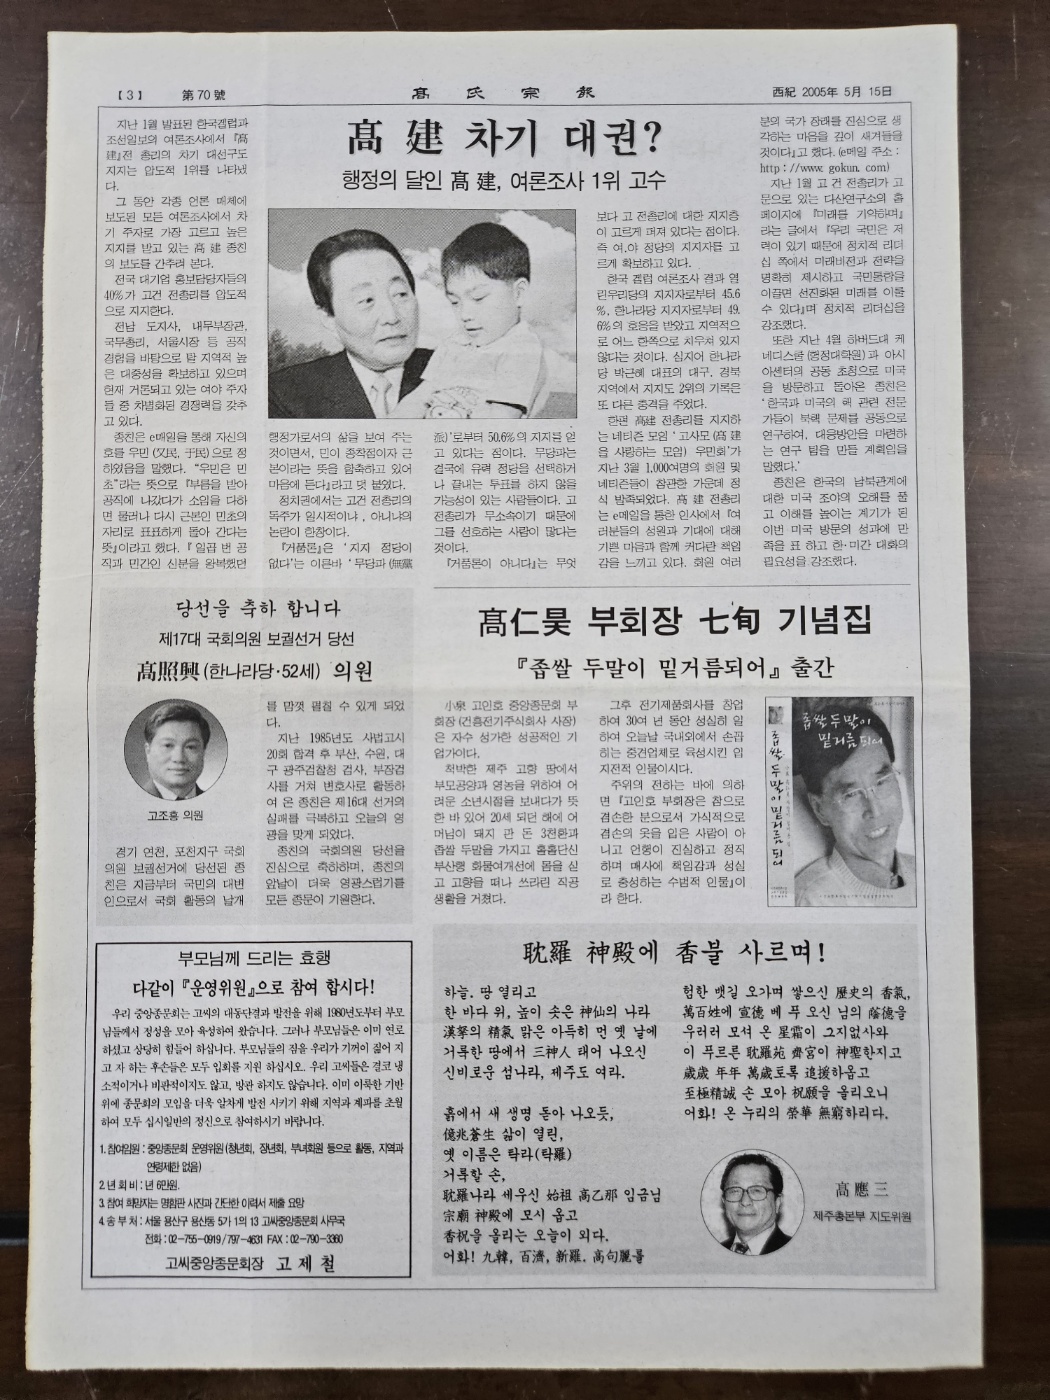 【3】 第70號 髙氏宗報 西紀 2005年 5月 15日
髙 建 차기 대권?
행정의 달인 髙 建, 여론조사 1위 고수
지난 1월 발표된 한국갤럽과
조선일보의 여론조사에서 『髙
建』전 총리의 차기 대선구도
지지는 압도적 1위를 나타냈
다.
그 동안 각종 언론 매체에
보도된 모든 여론조사에서 차
기 주자로 가장 고르고 높은
지지를 받고 있는 髙 建 종친
의 보도를 간추려 본다.
전국 대기업 홍보담당자들의
40%가 고건 전총리를 압도적
으로 지지한다.
전남 도지사, 내무부장관,
국무총리, 서울시장 등 공직
경험을 바탕으로 탈 지역적 높
은 대중성을 확보하고 있으며
현재 거론되고 있는 여야 주자
들 중 차별화된 경쟁력을 갖추
고 있다.
종친은 e메일을 통해 자신의
호를 우민(又民, 于民)으로 정
하였음을 말했다. “우민은 민
초”라는 뜻으로 『부름을 받아
공직에 나갔다가 소임을 다하
면 물러나 다시 근본인 민초의
자리로 표표하게 돌아 간다는
뜻』이라고 했다. 『일곱 번 공
직과 민간인 신분을 왕복했던
행정가로서의 삶을 보여 주는
것이면서, 민이 종착점이자 근
본이라는 뜻을 함축하고 있어
마음에 든다』라고 덧 붙였다.
정치권에서는 고건 전총리의
독주가 일시적이냐, 아니냐의
논란이 한창이다.
『거품론』은 ‘지지 정당이
없다’는 이른바 ‘무당파(無黨
派)’로부터 50.6%의 지지를 얻
고 있다는 점이다. 무당파는
결국에 유력 정당을 선택하거
나 끝내는 투표를 하지 않을
가능성이 있는 사람들이다. 고
전총리가 무소속이기 때문에
그를 선호하는 사람이 많다는
것이다.
『거품론이 아니다』는 무엇
보다 고 전총리에 대한 지지층
이 고르게 퍼져 있다는 점이다.
즉 여.야 정당의 지지자를 고
르게 확보하고 있다.
한국 갤럽 여론조사 결과 열
린우리당의 지지자로부터 45.6
%, 한나라당 지지자로부터 49.
6%의 호응을 받았고 지역적으
로 어느 한쪽으로 치우쳐 있지
않다는 것이다. 심지어 한나라
당 박근혜 대표의 대구, 경북
지역에서 지지도 2위의 기록은
또 다른 충격을 주었다.
한편 髙建 전총리를 지지하
는 네티즌 모임 ‘고사모(髙 建
을 사랑하는 모임) 우민회’가
지난 3월 1,000여명의 회원 및
네티즌들이 참관한 가운데 정
식 발족되었다. 髙 建 전총리
는 e메일을 통한 인사에서 『여
러분들의 성원과 기대에 대해
기쁜 마음과 함께 커다란 책임
감을 느끼고 있다. 회원 여러
분의 국가 장래를 진심으로 생
각하는 마음을 깊이 새겨들을
것이다』고 했다. (e메일 주소 :
http://www. gokun. com)
지난 1월 고 건 전총리가 고
문으로 있는 다산연구소의 홈
페이지에 『미래를 기약하며』
라는 글에서 『우리 국민은 저
력이 있기 때문에 정치적 리더
십 쪽에서 미래비전과 전략을
명확히 제시하고 국민통합을
이끌면 선진화된 미래를 이룰
수 있다』며 정치적 리더십을
강조했다.
또한 지난 4월 하버드대 케
네디스쿨(행정대학원)과 아시
아센터의 공동 초청으로 미국
을 방문하고 돌아온 종친은
‘한국과 미국의 핵 관련 전문
가들이 북핵 문제를 공동으로
연구하여, 대응방안을 마련하
는 연구 팀을 만들 계획임을
말했다.’
종친은 한국의 남북관계에
대한 미국 조야의 오해를 풀
고 이해를 높이는 계기가 된
이번 미국 방문의 성과에 만
족을 표 하고 한·미간 대화의
필요성을 강조했다.
당선을 축하 합니다
제17대 국회의원 보궐선거 당선
高照興(한나라당·52세) 의원
고조흥 의원
경기 연천, 포천지구 국회
의원 보궐선거에 당선된 종
친은 지금부터 국민의 대변
인으로서 국회 활동의 날개
를 맘껏 펼칠 수 있게 되었
다.
지난 1985년도 사법고시
20회 합격 후 부산, 수원, 대
구 광주검찰청 검사, 부장검
사를 거쳐 변호사로 활동하
여 온 종친은 제16대 선거의
실패를 극복하고 오늘의 영
광을 맞게 되었다.
종친의 국회의원 당선을
진심으로 축하하며, 종친의
앞날이 더욱 영광스럽기를
모든 종문이 기원한다.
髙仁昊 부회장 七旬 기념집
『좁쌀 두말이 밑거름되어』 출간
小泉 고인호 중앙종문회 부
회장(건흥전기주식회사 사장)
은 자수 성가한 성공적인 기
업가이다.
척박한 제주 고향 땅에서
부모공양과 영농을 위하여 어
려운 소년시절을 보내다가 뜻
한 바 있어 20세 되던 해에 어
머님이 돼지 판 돈 3천환과
좁쌀 두말을 가지고 홀홀단신
부산행 화물여객선에 몸을 싣
고 고향을 떠나 쓰라린 직공
생활을 거쳤다.
그후 전기제품회사를 창업
하여 30여 년 동안 성실히 일
하여 오늘날 국내외에서 손꼽
히는 중견업체로 육성시킨 입
지전적 인물이시다.
주위의 전하는 바에 의하
면 『고인호 부회장은 참으로
겸손한 분으로서 가식적으로
겸손의 옷을 입은 사람이 아
니고 언행이 진실하고 정직
하며 매사에 책임감과 성심
로 충성하는 수범적 인물』이
라 한다.
좁쌀 두말이 밑거름 되어
좁쌀 두말이
밑거름 되어
부모님께 드리는 효행
다같이 『운영위원』으로 참여 합시다!
우리 중앙종문회는 고씨의 대동단결과 발전을 위해 1980년도부터 부모
님들께서 정성을 모아 육성하여 왔습니다. 그러나 부모님들은 이미 연로
하셨고 상당히 힘들어 하십니다. 부모님들의 짐을 우리가 기꺼이 짊어 지
고 자 하는 후손들은 모두 입회를 지원 하십시오. 우리 고씨들은 결코 냉
소적이거나 비판적이지도 않고, 방관 하지도 않습니다. 이미 이룩한 기반
위에 종문회의 모임을 더욱 알차게 발전 시키기 위해 지역과 계파를 초월
하여 모두 십시일반의 정신으로 참여하시기 바랍니다.
1.참여임원 : 중앙종문회 운영위원(청년회, 장년회, 부녀회원 등으로 활동, 지역과
연령제한 없음)
2.년 회 비 : 년 6만원.
3.참여 희망자는 명함판 사진과 간단한 이력서 제출 요망
4.송 부 처 : 서울 용산구 용산동 5가 1의 13 고씨중앙종문회 사무국
전화 : 02-755-0919 / 797-4631 FAX : 02-790-3360
고씨중앙종문회장 고 제 철
耽羅 神殿에 香불 사르며!
하늘. 땅 열리고
한 바다 위, 높이 솟은 神仙의 나라
漢拏의 精氣 맑은 아득히 먼 옛 날에
거룩한 땅에서 三神人 태어 나오신
신비로운 섬나라, 제주도 여라.
흙에서 새 생명 돋아 나오듯,
億兆蒼生 삶이 열린,
옛 이름은 탁라(탁羅)
거룩할 손,
耽羅나라 세우신 始祖 高乙那 임금님
宗廟 神殿에 모시 옵고
香祝을 올리는 오늘이 외다.
어화! 九韓, 百濟, 新羅. 高句麗를
험한 뱃길 오가며 쌓으신 歷史의 香氣,
萬百姓에 宣德 베 푸 오신 님의 蔭德을
우러러 모셔 온 星霜이 그지없사와
이 푸르른 耽羅苑 齊宮이 神聖한지고
歲歲 年年 萬歲토록 追援하옵고
至極精誠 손 모아 祝願을 올리오니
어화! 온 누리의 榮華 無窮하리다.
高應三
제주총본부 지도위원